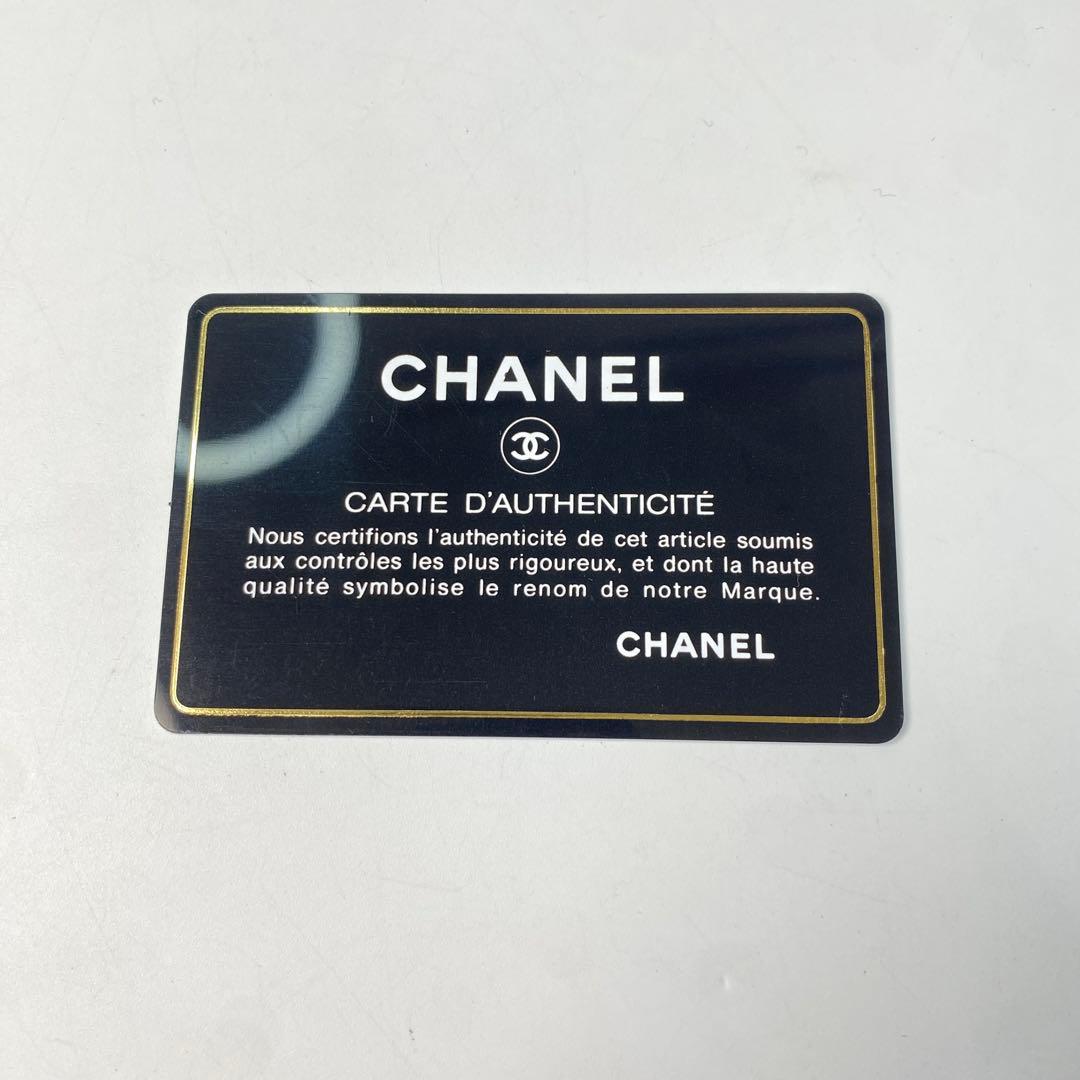 CHANEL
CARTE D'AUTHENTICITÉ
Nous certifions l'authenticité de cet article soumis
aux contrôles les plus rigoureux, et dont la haute
qualité symbolise le renom de notre Marque.
CHANEL